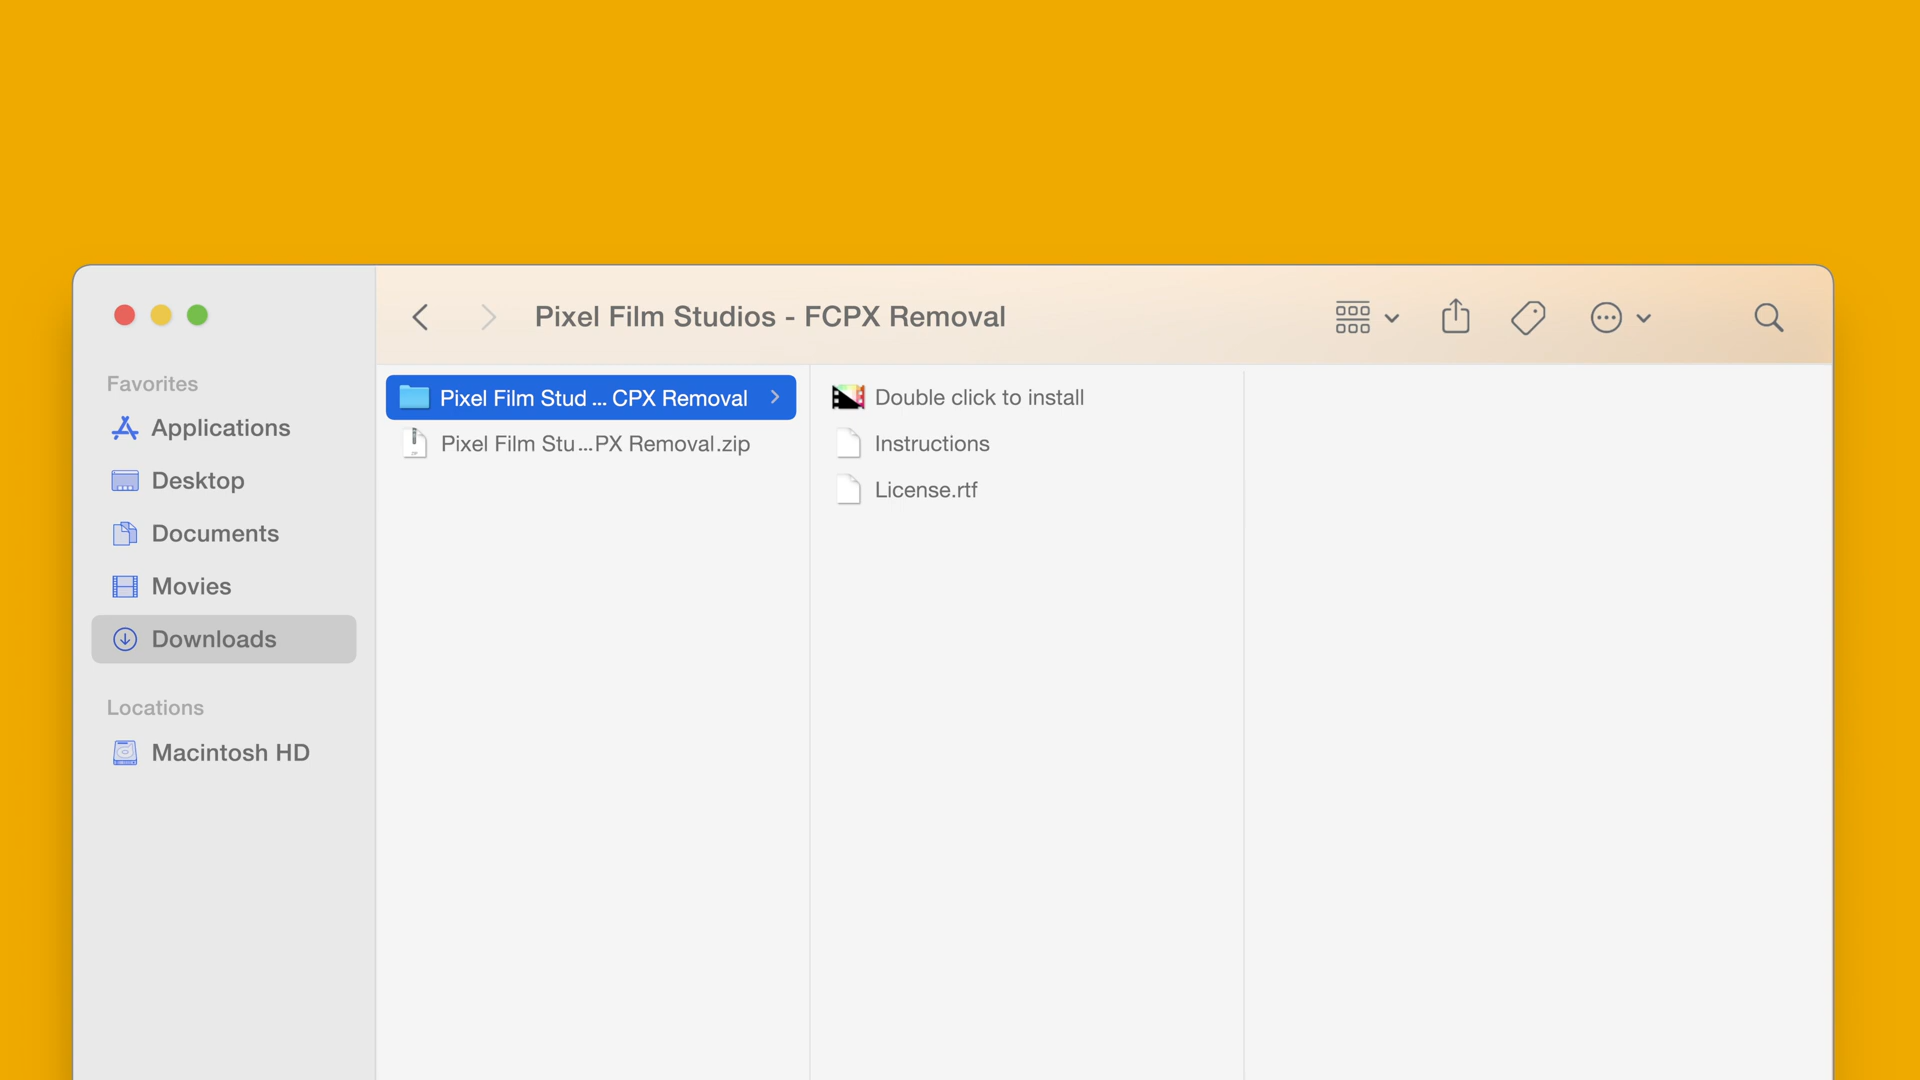 Pixel Film Studios - FCPX Removal
Favorites
Applications
Desktop
Documents
Movies
Downloads
Locations
Macintosh HD
Pixel Film Stud ... CPX Removal
Pixel Film Stu...PX Removal.zip
Double click to install
Instructions
License.rtf